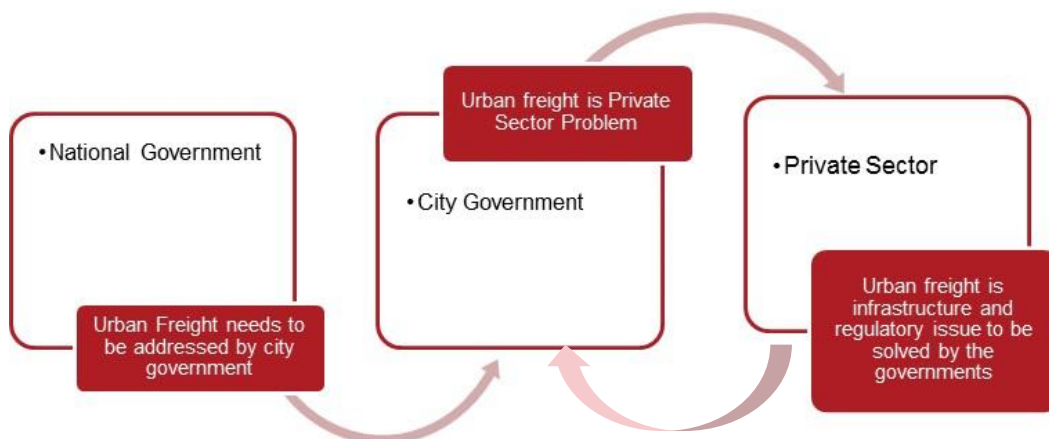 •National Government
Urban Freight needs to
be addressed by city
government
Urban freight is Private
Sector Problem
•City Government
•Private Sector
Urban freight is
infrastructure and
regulatory issue to be
solved by the
governments